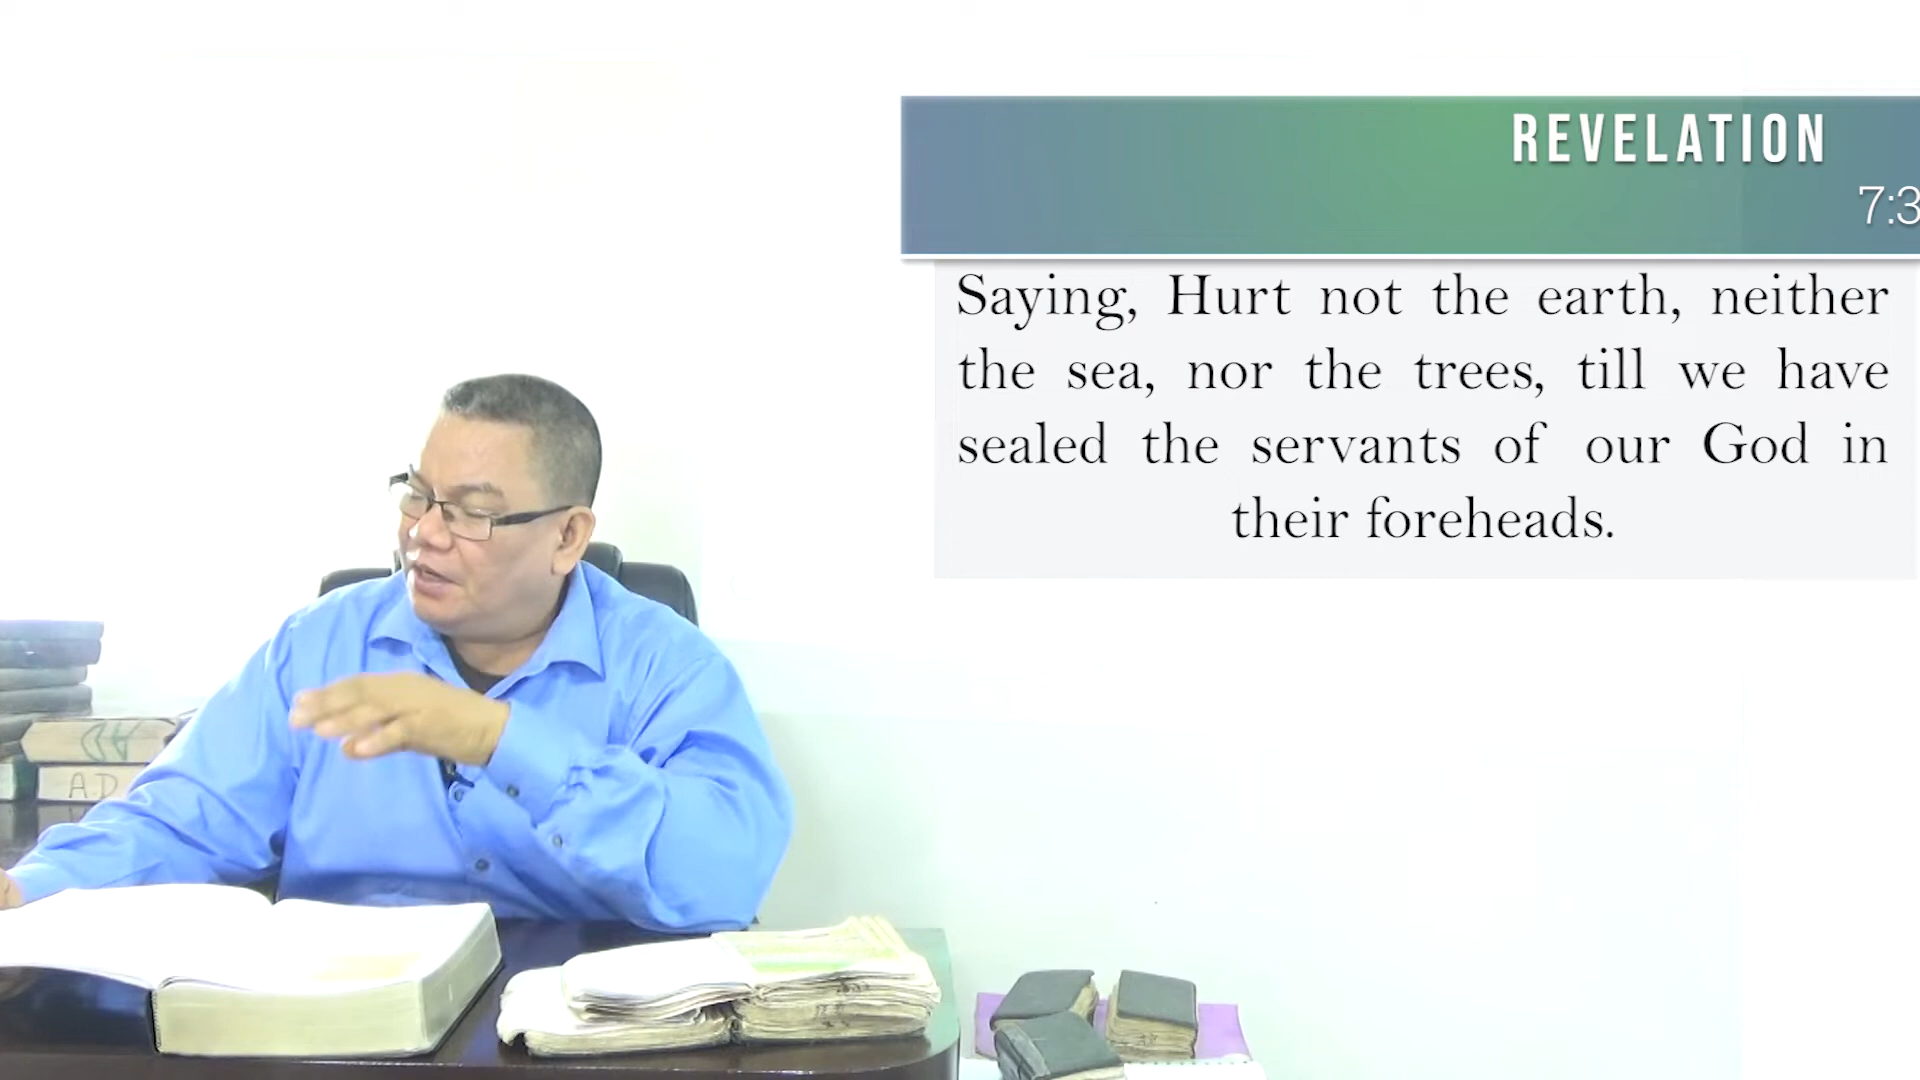 REVELATION
7:3
Saying, Hurt not the earth, neither
the sea, nor the trees, till we have
sealed the servants of our God in
their foreheads.
A.D